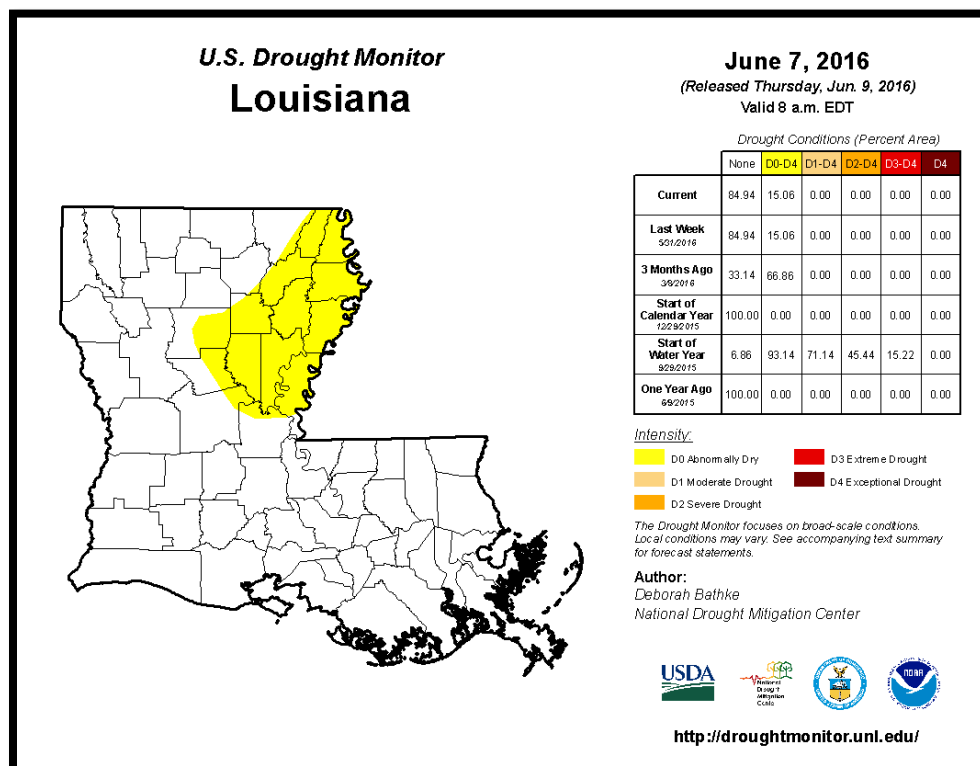 U.S. Drought Monitor
Louisiana
June 7, 2016
(Released Thursday, Jun. 9, 2016)
Valid 8 a.m. EDT
Drought Conditions (Percent Area)
None D0-D4 D1-D4 D2-D4 D3-D4 D4
Current 84.94 15.06 0.00 0.00 0.00 0.00
Last Week
5/31/2016
84.94 15.06 0.00 0.00 0.00 0.00
3 Months Ago
3/8/2016
33.14 66.86 0.00 0.00 0.00 0.00
Start of
Calendar Year
12/29/2015
100.00 0.00 0.00 0.00 0.00 0.00
Start of
Water Year
9/29/2015
6.86 93.14 71.14 45.44 15.22 0.00
One Year Ago
6/9/2015
100.00 0.00 0.00 0.00 0.00 0.00
Intensity:
D0 Abnormally Dry
D1 Moderate Drought
D2 Severe Drought
D3 Extreme Drought
D4 Exceptional Drought
The Drought Monitor focuses on broad-scale conditions.
Local conditions may vary. See accompanying text summary
for forecast statements.
Author:
Deborah Bathke
National Drought Mitigation Center
USDA
National
Drought
Mitigation
Center
NOAA
http://droughtmonitor.unl.edu/